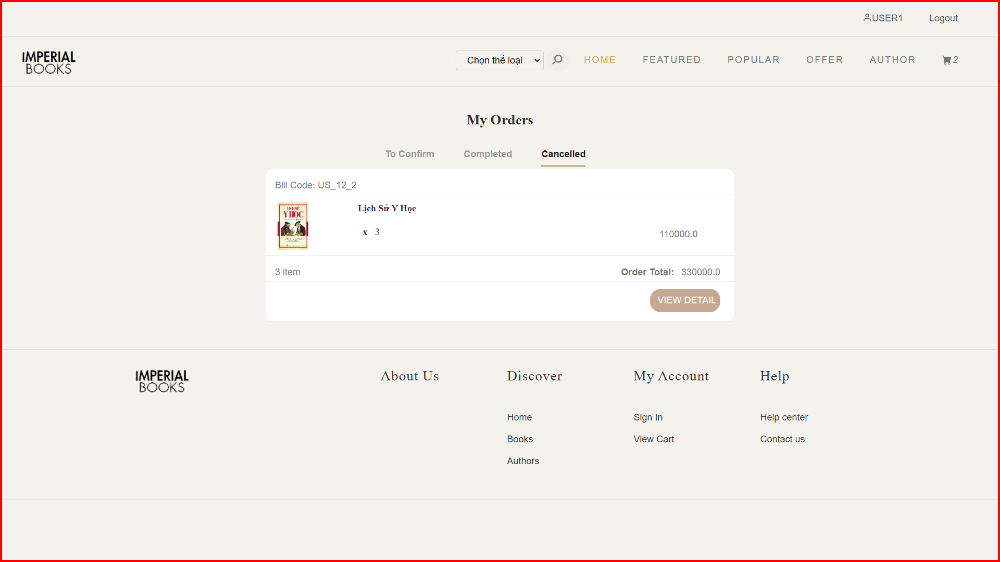 USER1 Logout
IMPERIAL
BOOKS
Chọn thể loại HOME FEATURED POPULAR OFFER AUTHOR 2
My Orders
To Confirm Completed Cancelled
Bill Code: US_12_2
LỊCH SỬ
Y HỌC
Lịch Sử Y Học
x 3
110000.0
3 item
Order Total: 330000.0
VIEW DETAIL
IMPERIAL
BOOKS
About Us
Discover
Home
Books
Authors
My Account
Sign In
View Cart
Help
Help center
Contact us